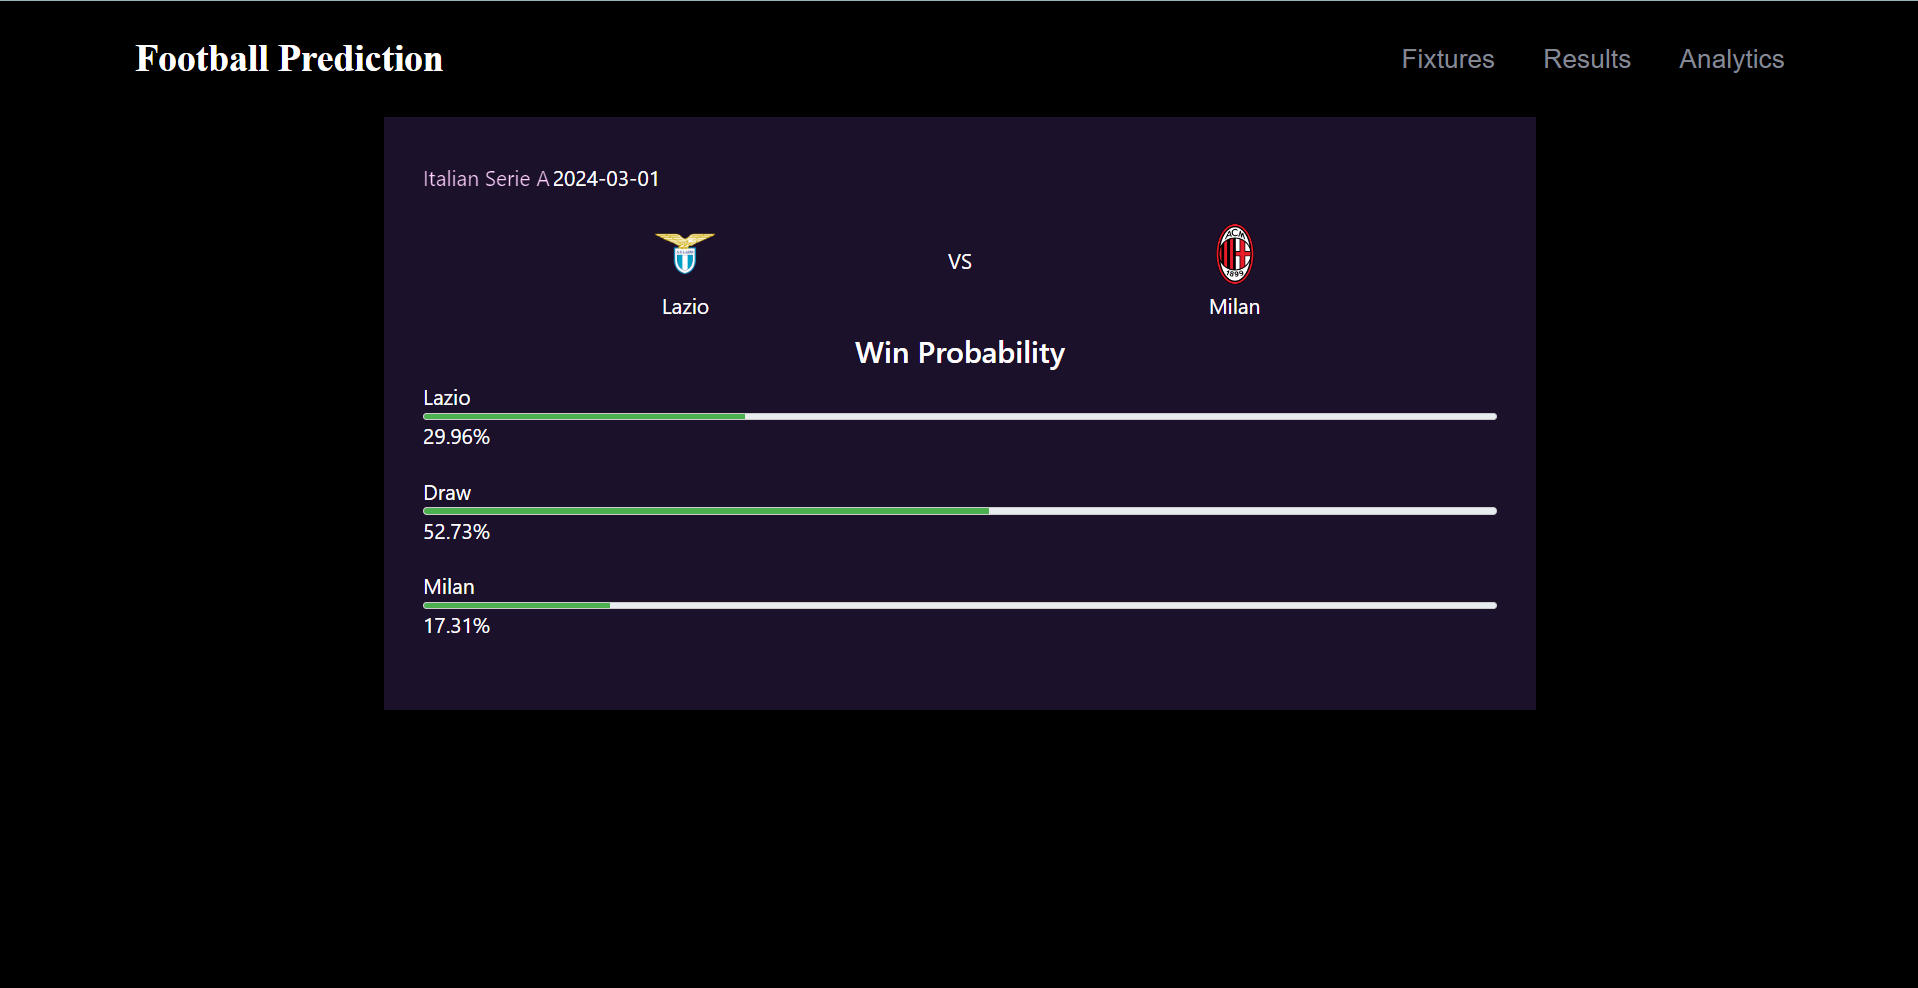 Football Prediction
Fixtures Results Analytics
Italian Serie A 2024-03-01
VS
ACM
1899
Lazio Milan
Win Probability
Lazio
29.96%
Draw
52.73%
Milan
17.31%